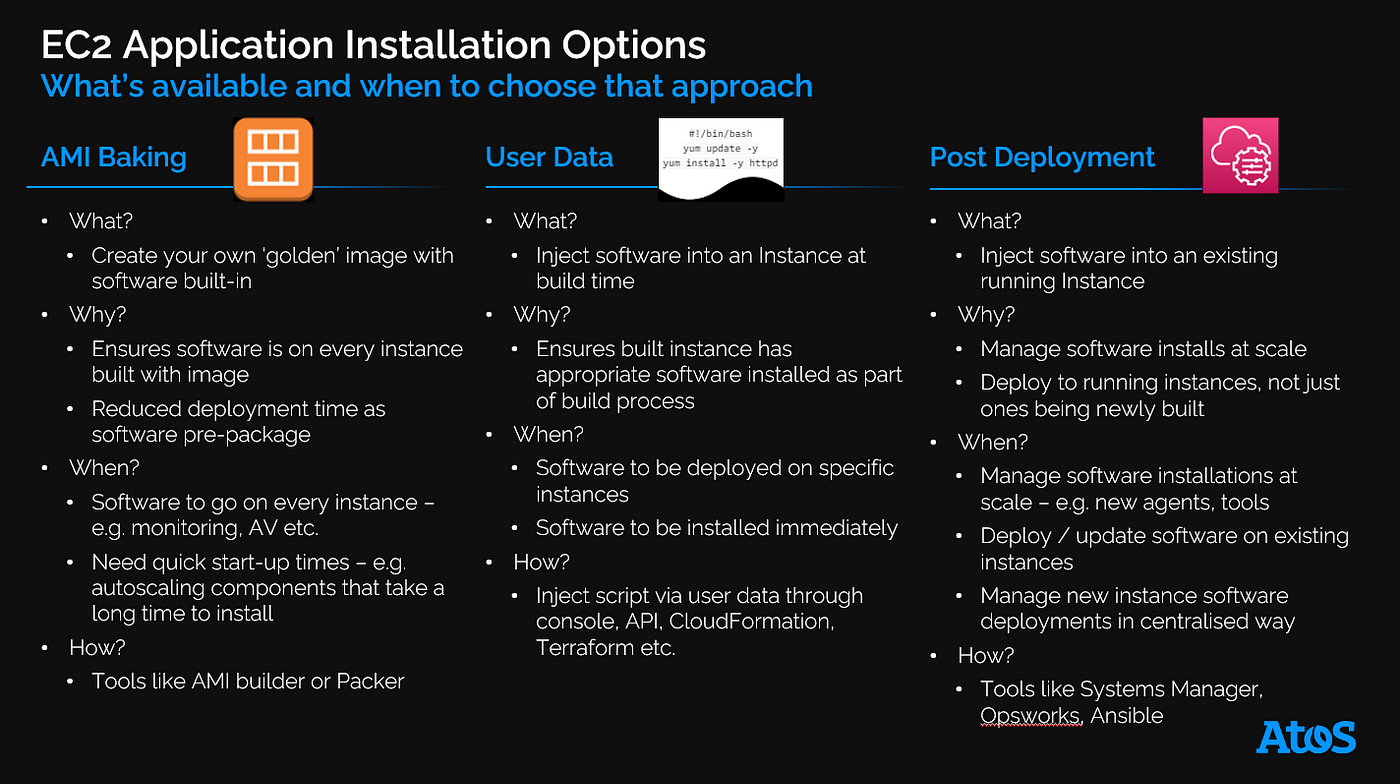 EC2 Application Installation Options
What's available and when to choose that approach
AMI Baking
• What?
• Create your own ‘golden’ image with
software built-in
• Why?
• Ensures software is on every instance
built with image
• Reduced deployment time as
software pre-package
• When?
• Software to go on every instance –
e.g. monitoring, AV etc.
• Need quick start-up times – e.g.
autoscaling components that take a
long time to install
• How?
• Tools like AMI builder or Packer
User Data
#!/bin/bash
yum update -y
yum install -y httpd
• What?
• Inject software into an Instance at
build time
• Why?
• Ensures built instance has
appropriate software installed as part
of build process
• When?
• Software to be deployed on specific
instances
• Software to be installed immediately
• How?
• Inject script via user data through
console, API, CloudFormation,
Terraform etc.
Post Deployment
• What?
• Inject software into an existing
running Instance
• Why?
• Manage software installs at scale
• Deploy to running instances, not just
ones being newly built
• When?
• Manage software installations at
scale – e.g. new agents, tools
• Deploy / update software on existing
instances
• Manage new instance software
deployments in centralised way
• How?
• Tools like Systems Manager,
Opsworks, Ansible
Atos